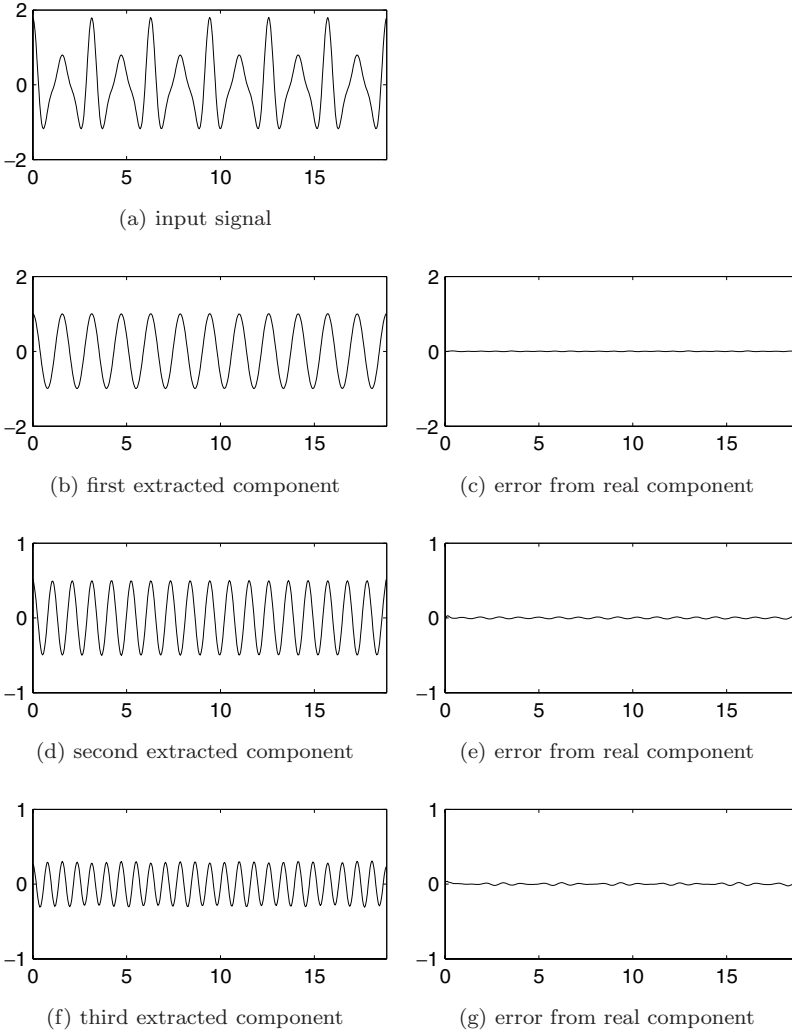 2
0
−2
0 5 10 15
(a) input signal
2
0
−2
0 5 10 15
(b) first extracted component
2
0
−2
0 5 10 15
(c) error from real component
1
0
−1
0 5 10 15
(d) second extracted component
1
0
−1
0 5 10 15
(e) error from real component
1
0
−1
0 5 10 15
(f) third extracted component
1
0
−1
0 5 10 15
(g) error from real component